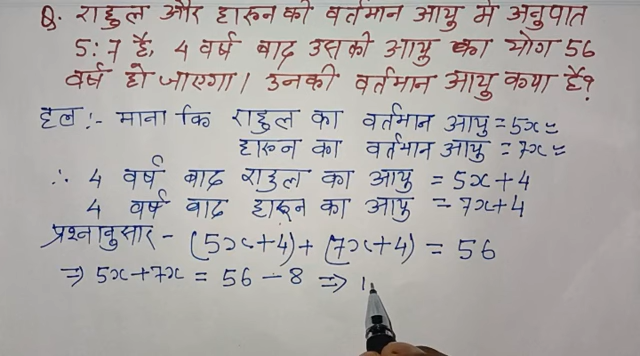 Q. राहुल और हारून की वर्तमान आयु में अनुपात
5:7 है, 4 वर्ष बाद उसकी आयु का योग 56
वर्ष हो जाएगा। उनकी वर्तमान आयु क्या है?
हल :- माना कि राहुल का वर्तमान आयु = 5x
हारून का वर्तमान आयु = 7x
∴ 4 वर्ष बाद राहुल का आयु = 5x+4
4 वर्ष बाद हारून का आयु = 7x+4
प्रश्नानुसार - (5x+4)+(7x+4) = 56
⇒ 5x+7x = 56-8 ⇒ 1